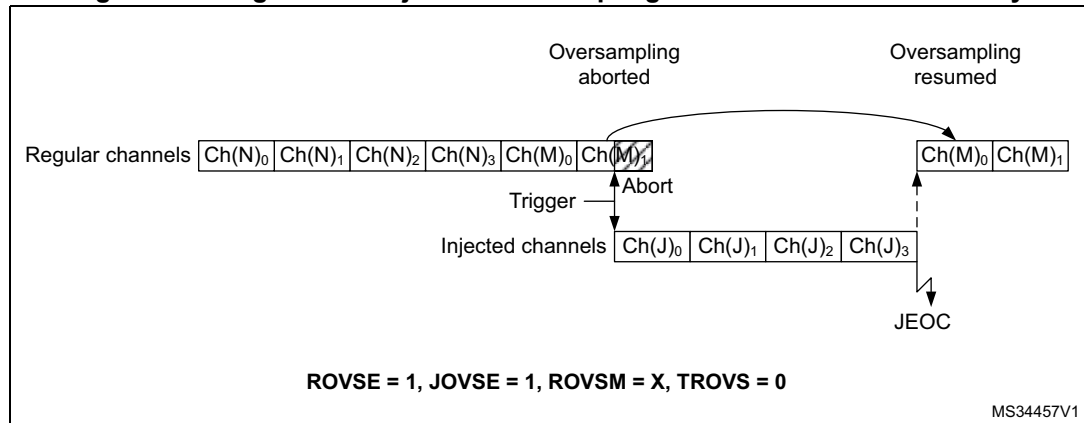 Oversampling
aborted
Oversampling
resumed
Regular channels Ch(N)₀ Ch(N)₁ Ch(N)₂ Ch(N)₃ Ch(M)₀ Ch(M)₁ Ch(M)₀ Ch(M)₁
Abort
Trigger
Injected channels Ch(J)₀ Ch(J)₁ Ch(J)₂ Ch(J)₃
JEOC
ROVSE = 1, JOVSE = 1, ROVSM = X, TROVS = 0
MS34457V1